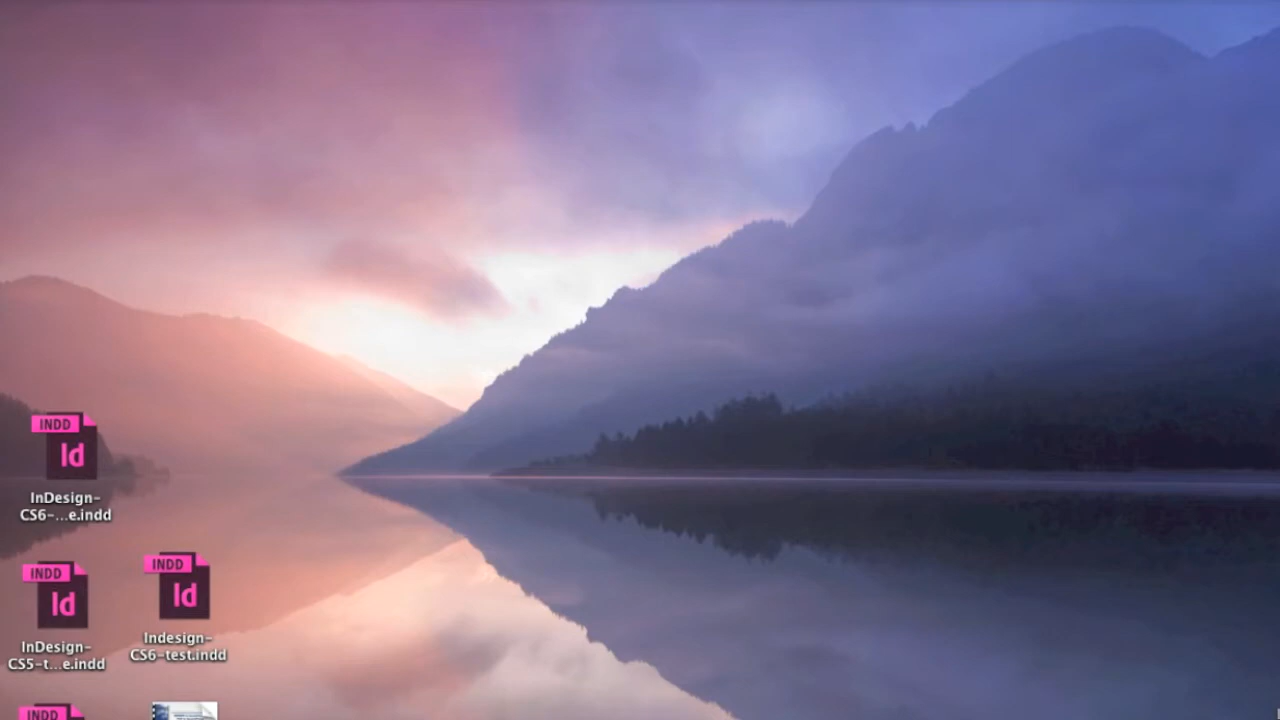 INDD
Id
InDesign-
CS6-...e.indd
INDD
Id
InDesign-
CS5-t...e.indd
INDD
Id
Indesign-
CS6-test.indd
INDD